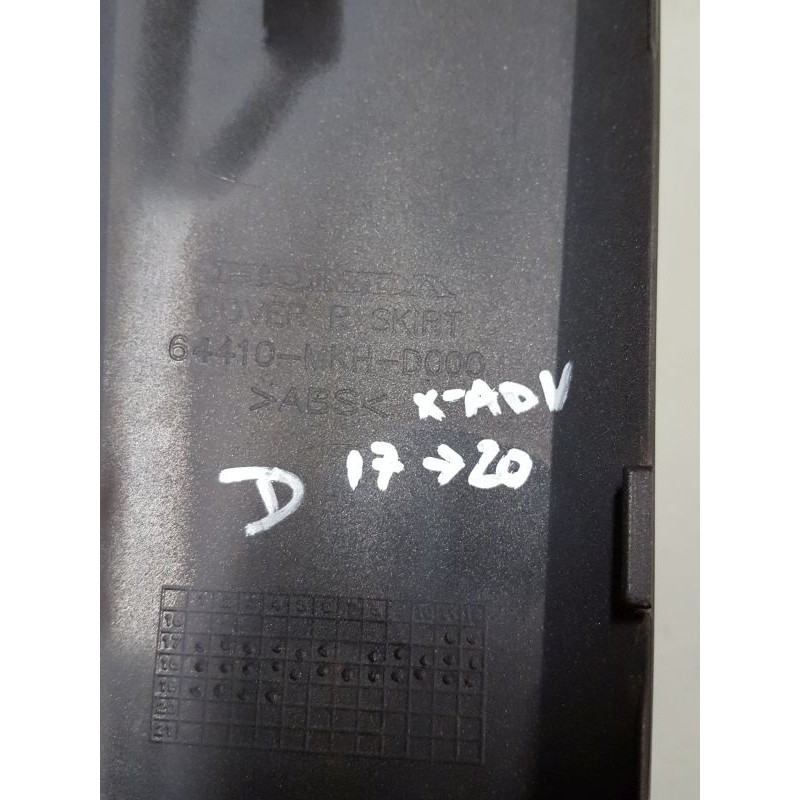 HONDA
COVER R SKIRT
64410-MKH-D000
>ABS<
X-ADV
17→20
D